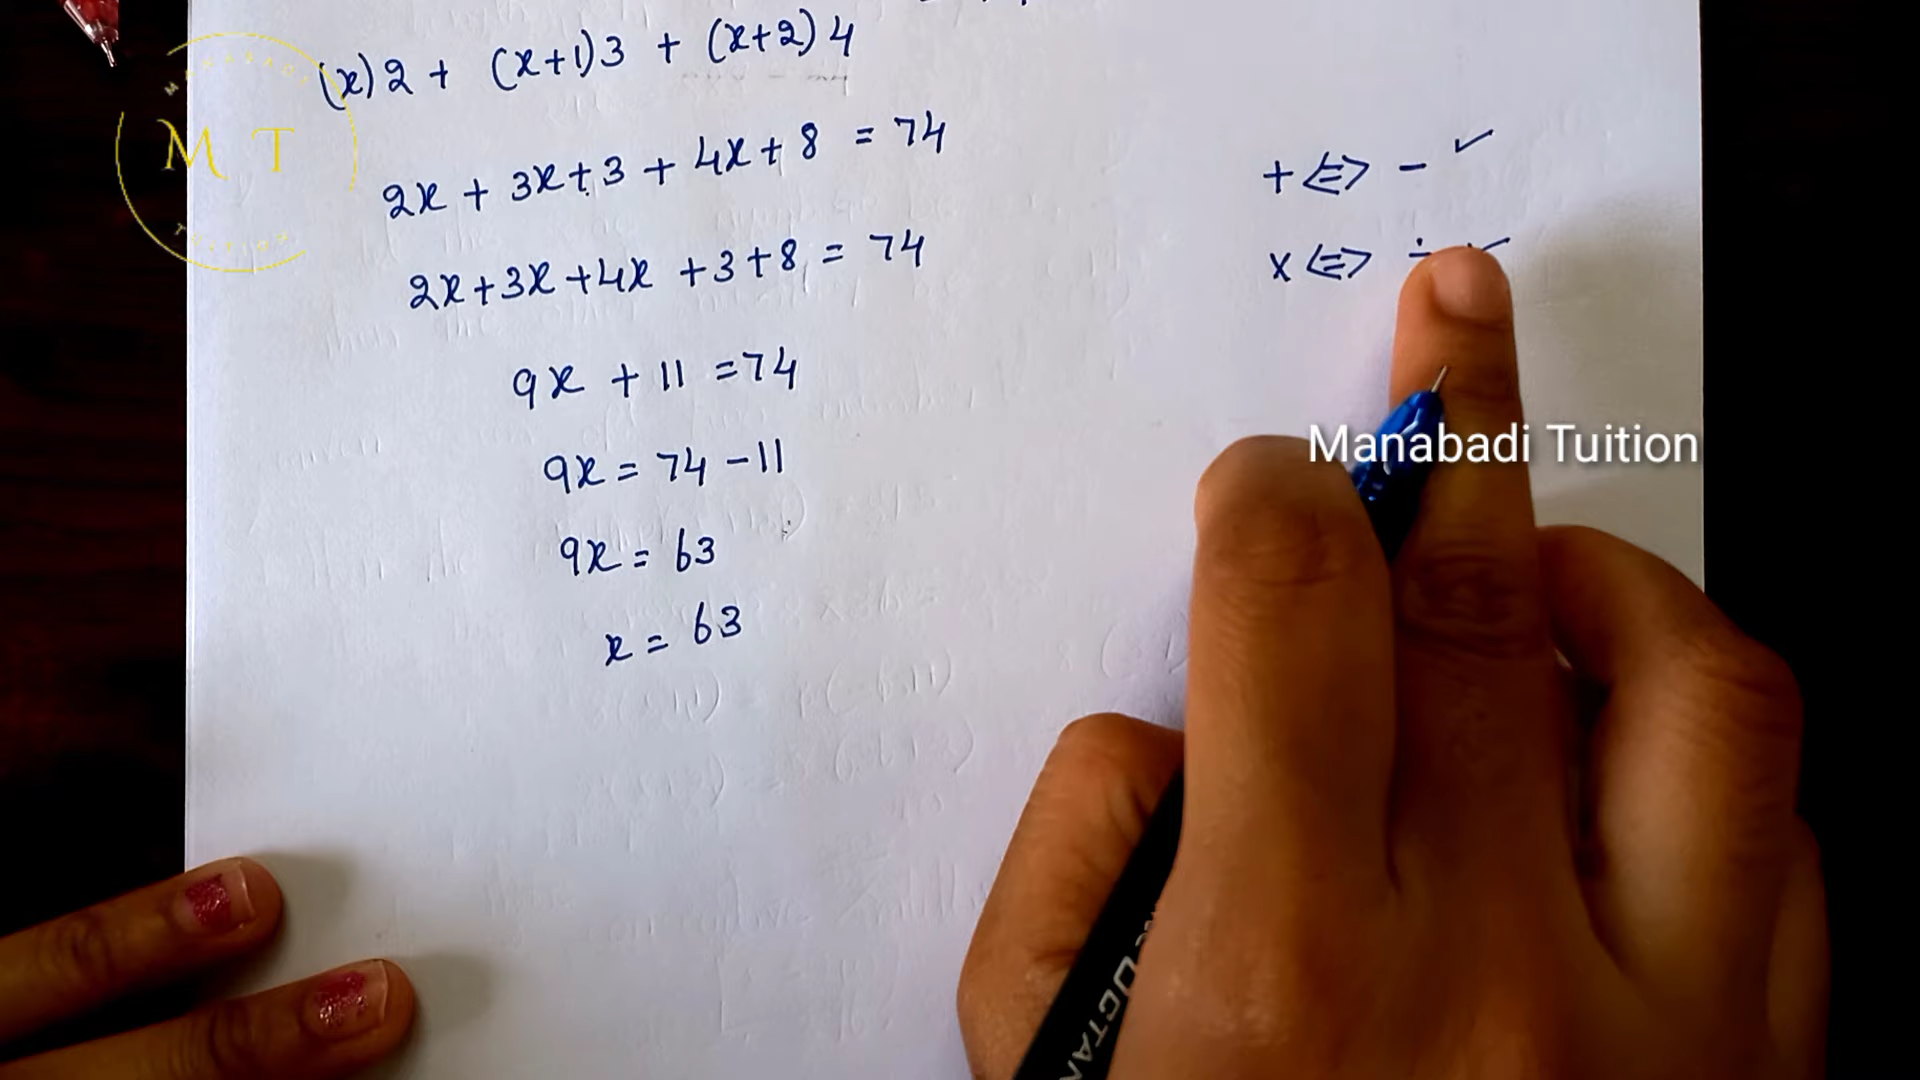 (x)2 + (x+1)3 + (x+2)4
2x + 3x+3 + 4x+8 = 74
2x+3x+4x +3+8 = 74
9x + 11 =74
9x = 74 -11
9x = 63
x = 63
+ <=> - ✓
x <=> ÷ ✓
M T
Manabadi Tuition
OCTAN